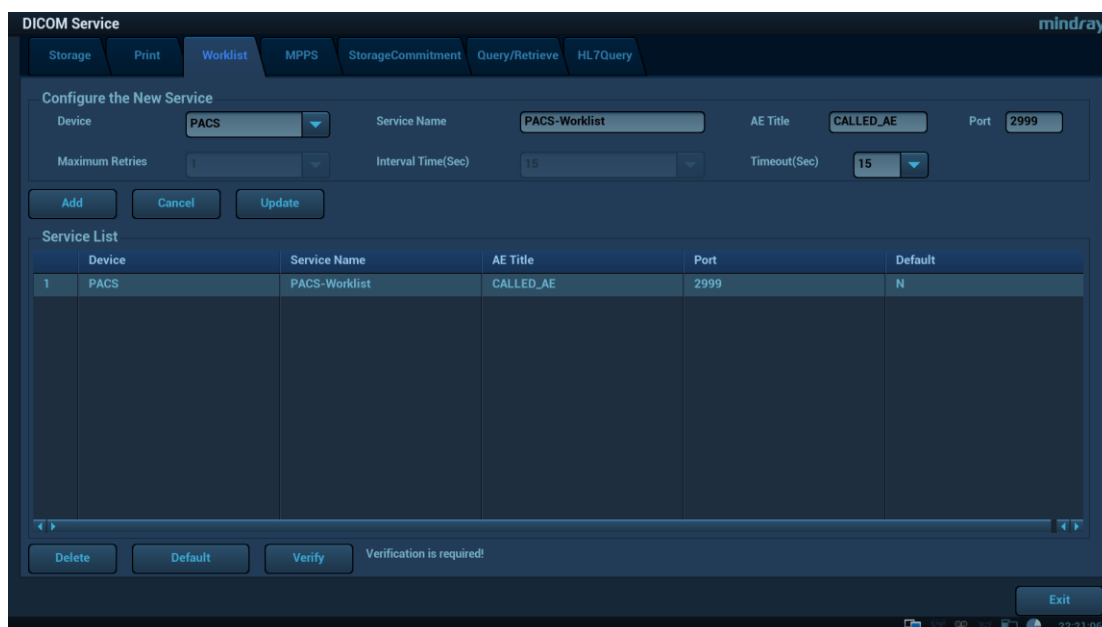 DICOM Service mindray
Storage Print Worklist MPPS StorageCommitment Query/Retrieve HL7Query
Configure the New Service
Device PACS Service Name PACS-Worklist AE Title CALLED_AE Port 2999
Maximum Retries 1 Interval Time(Sec) 15 Timeout(Sec) 15
Add Cancel Update
Service List
Device Service Name AE Title Port Default
1 PACS PACS-Worklist CALLED_AE 2999 N
Delete Default Verify Verification is required!
Exit